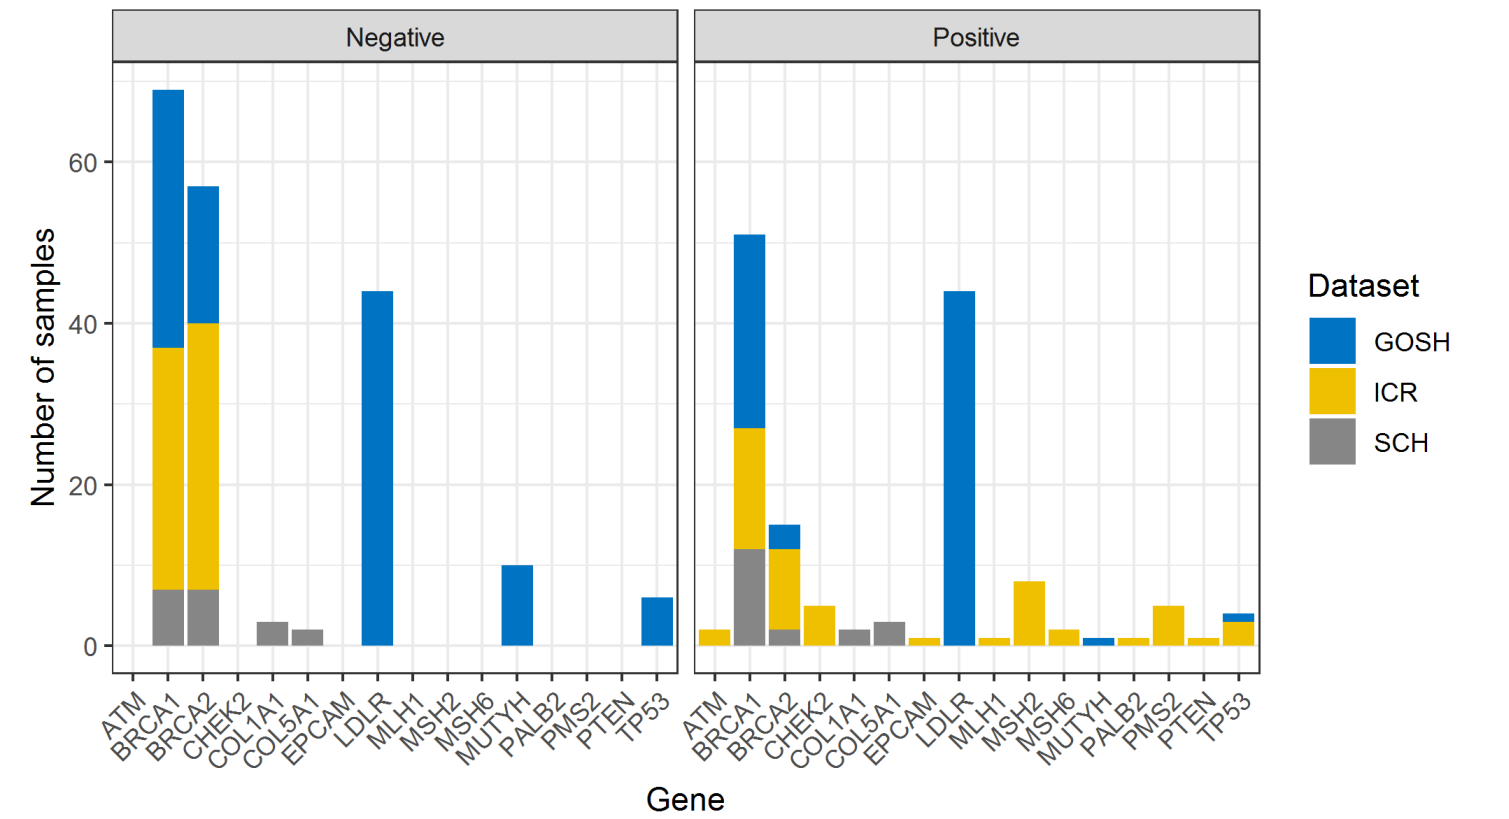 Negative
Positive
Number of samples
60
40
20
0
ATM
BRCA1
BRCA2
CHEK2
COL1A1
COL5A1
EPCAM
LDLR
MLH1
MSH2
MSH6
MUTYH
PALB2
PMS2
PTEN
TP53
ATM
BRCA1
BRCA2
CHEK2
COL1A1
COL5A1
EPCAM
LDLR
MLH1
MSH2
MSH6
MUTYH
PALB2
PMS2
PTEN
TP53
Gene
Dataset
GOSH
ICR
SCH